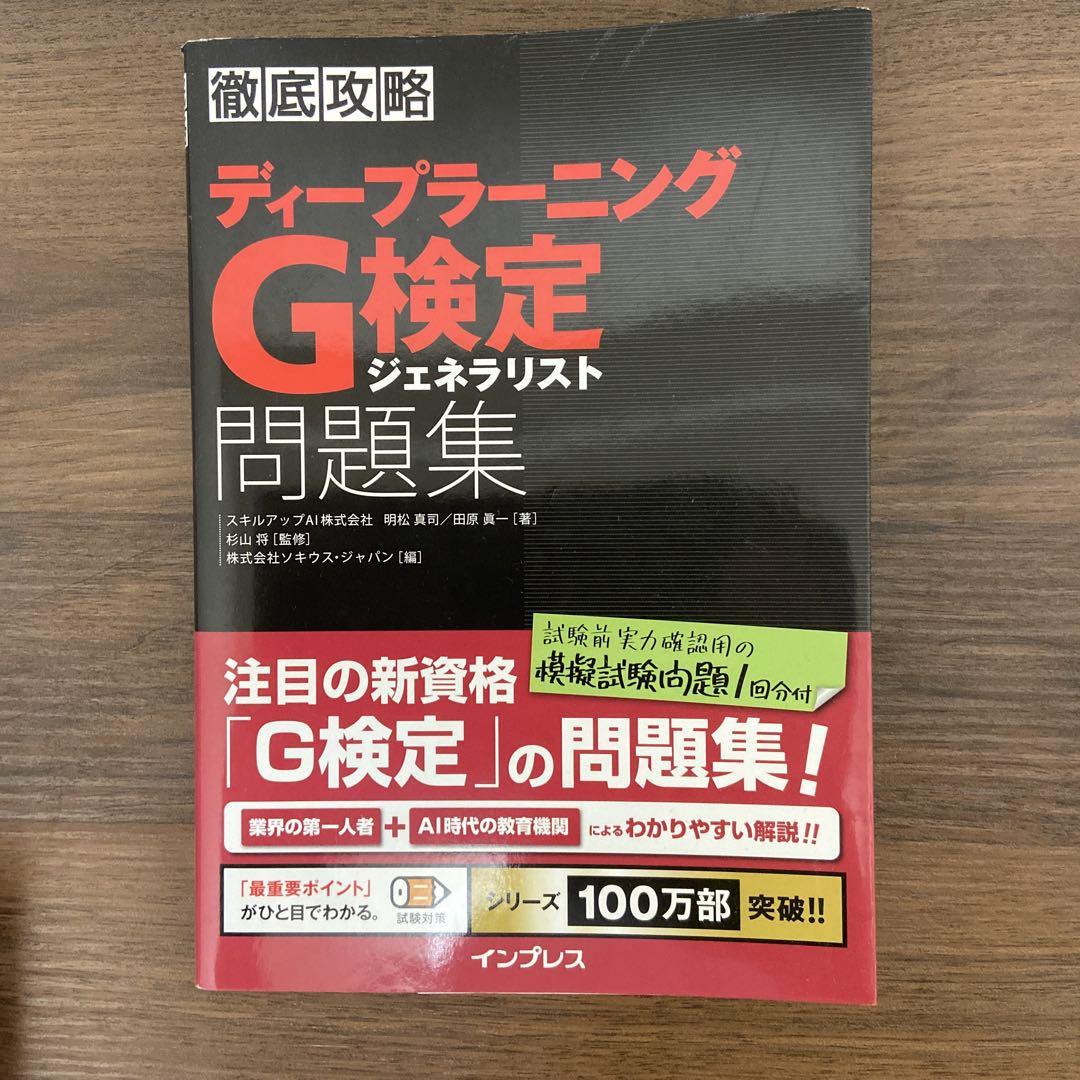 徹底攻略
ディープラーニング
G検定
ジェネラリスト
問題集
スキルアップAI株式会社 明松 真司／田原 眞一［著］
杉山 将［監修］
株式会社ソキウス・ジャパン［編］
試験前実力確認用の
模擬試験問題1回分付
注目の新資格
「G検定」の問題集！
業界の第一人者＋AI時代の教育機関によるわかりやすい解説!!
「最重要ポイント」
がひと目でわかる。
試験対策
シリーズ100万部突破!!
インプレス